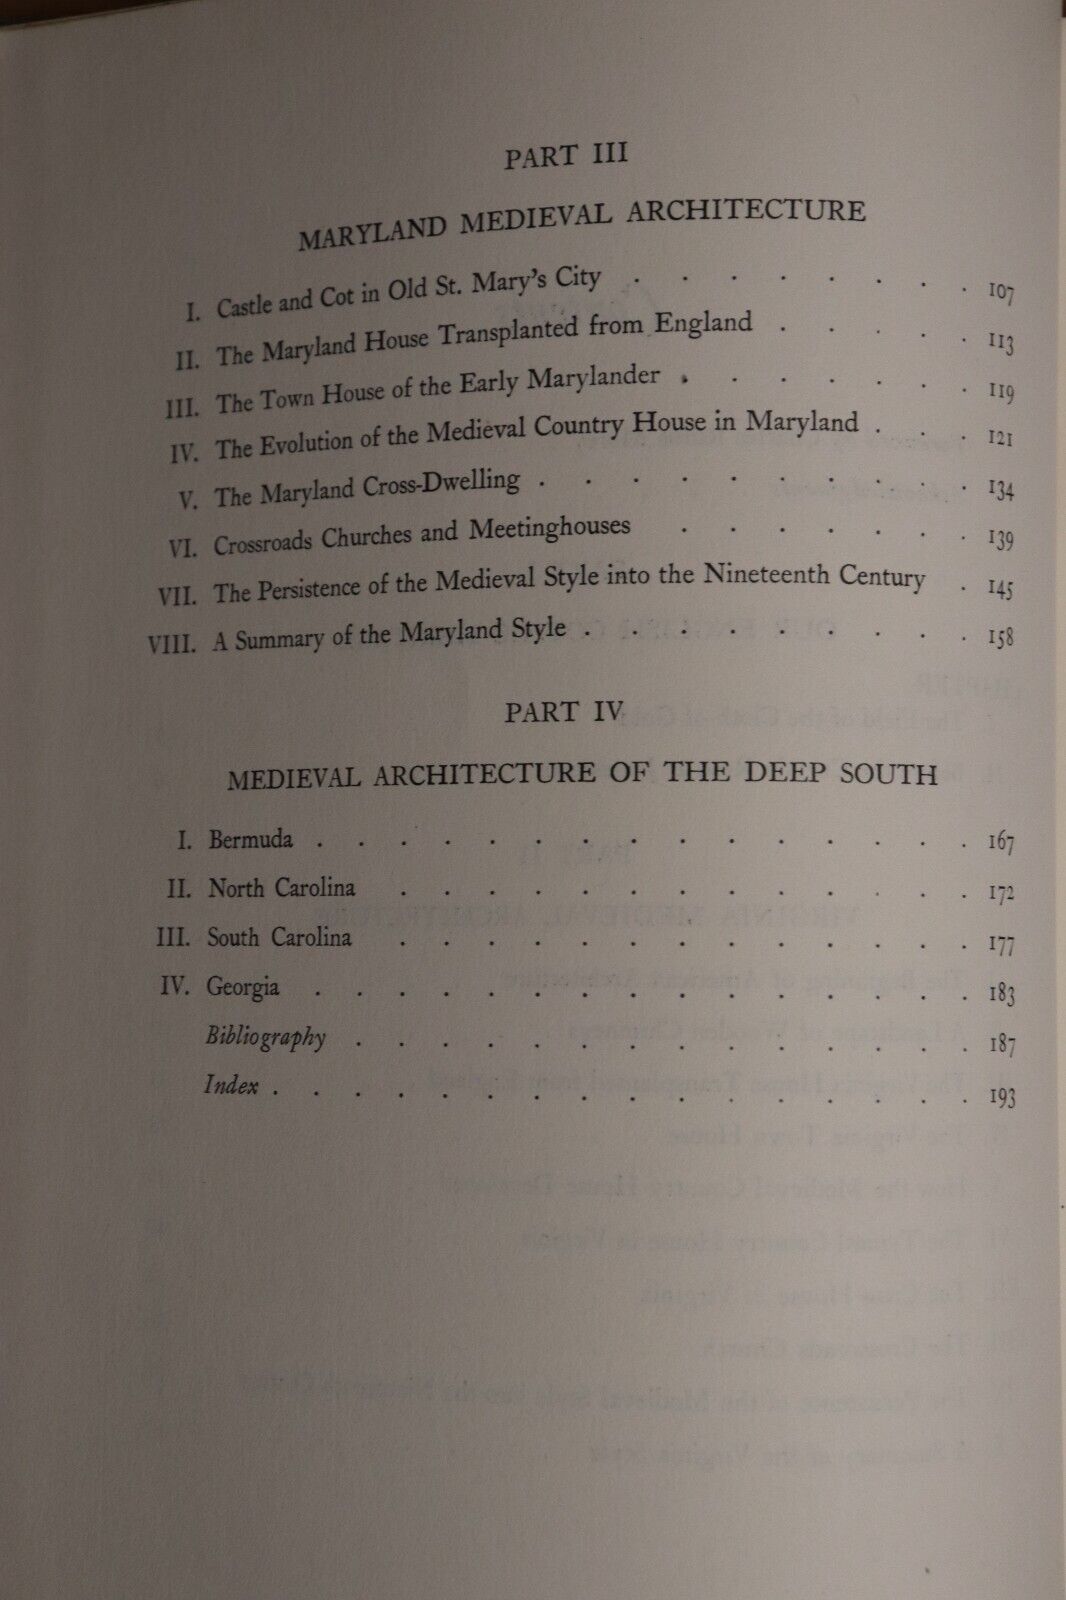 PART III
MARYLAND MEDIEVAL ARCHITECTURE
I. Castle and Cot in Old St. Mary's City . . . . . . . . 107
II. The Maryland House Transplanted from England . . . . . 113
III. The Town House of the Early Marylander . . . . . . . 119
IV. The Evolution of the Medieval Country House in Maryland . . . 121
V. The Maryland Cross-Dwelling . . . . . . . . . . 134
VI. Crossroads Churches and Meetinghouses . . . . . . . 139
VII. The Persistence of the Medieval Style into the Nineteenth Century . 145
VIII. A Summary of the Maryland Style . . . . . . . . . 158
PART IV
MEDIEVAL ARCHITECTURE OF THE DEEP SOUTH
I. Bermuda . . . . . . . . . . . . . . . 167
II. North Carolina . . . . . . . . . . . . . 172
III. South Carolina . . . . . . . . . . . . . 177
IV. Georgia . . . . . . . . . . . . . . . 183
Bibliography . . . . . . . . . . . . . . 187
Index . . . . . . . . . . . . . . . . 193